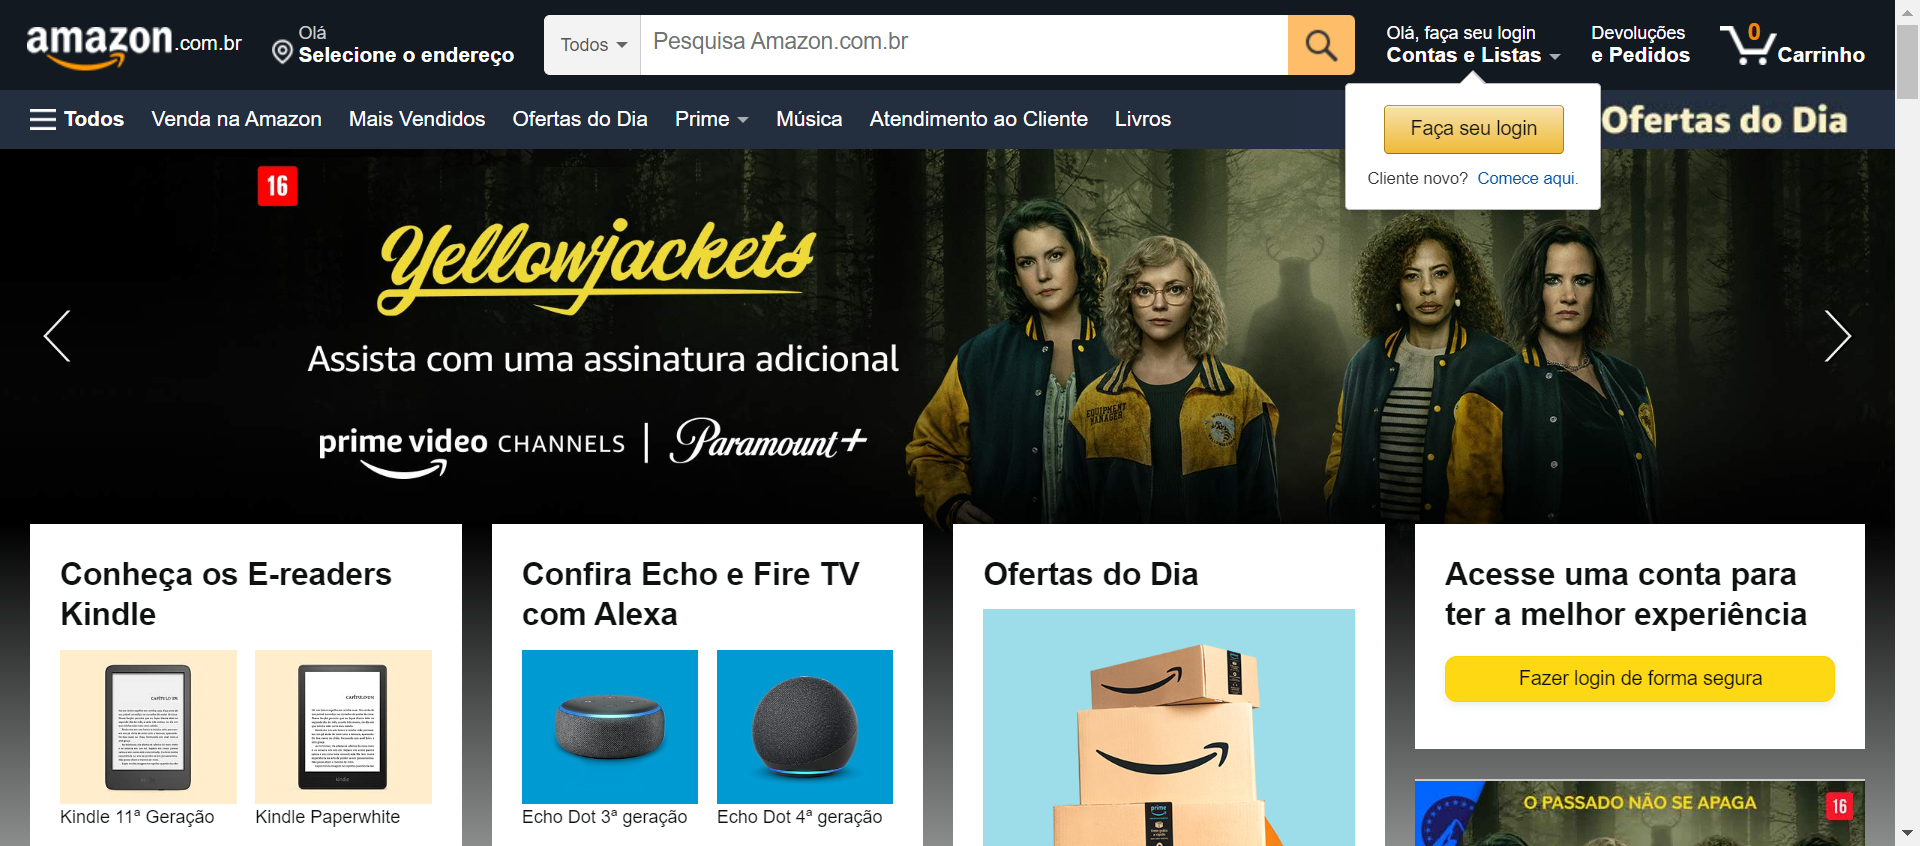 amazon.com.br
Olá
Selecione o endereço
Todos
Pesquisa Amazon.com.br
Olá, faça seu login
Contas e Listas
Devoluções
e Pedidos
0
Carrinho
Todos
Venda na Amazon
Mais Vendidos
Ofertas do Dia
Prime
Música
Atendimento ao Cliente
Livros
Ofertas do Dia
Faça seu login
Cliente novo? Comece aqui.
16
Yellowjackets
Assista com uma assinatura adicional
prime video CHANNELS | Paramount+
EQUIPMENT
MANAGER
Conheça os E-readers
Kindle
Kindle 11ª Geração
Kindle Paperwhite
Confira Echo e Fire TV
com Alexa
Echo Dot 3ª geração
Echo Dot 4ª geração
Ofertas do Dia
prime
Acesse uma conta para
ter a melhor experiência
Fazer login de forma segura
O PASSADO NÃO SE APAGA
16